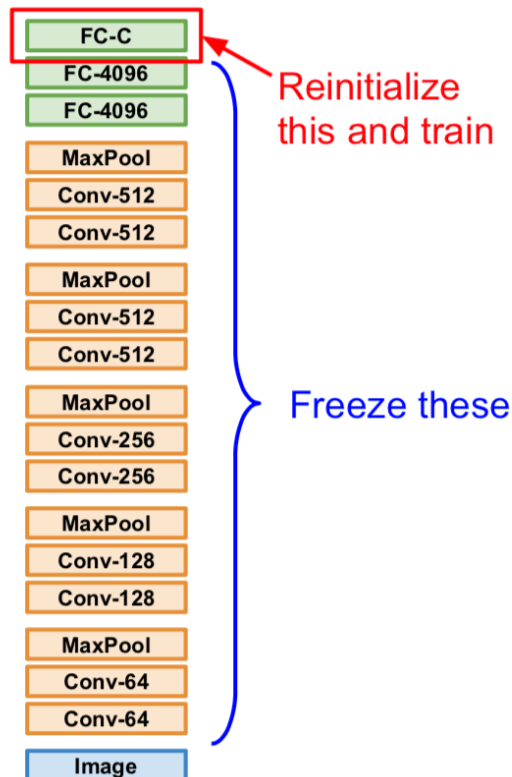 FC-C
FC-4096
FC-4096
Reinitialize
this and train
MaxPool
Conv-512
Conv-512
MaxPool
Conv-512
Conv-512
MaxPool
Conv-256
Conv-256
Freeze these
MaxPool
Conv-128
Conv-128
MaxPool
Conv-64
Conv-64
Image